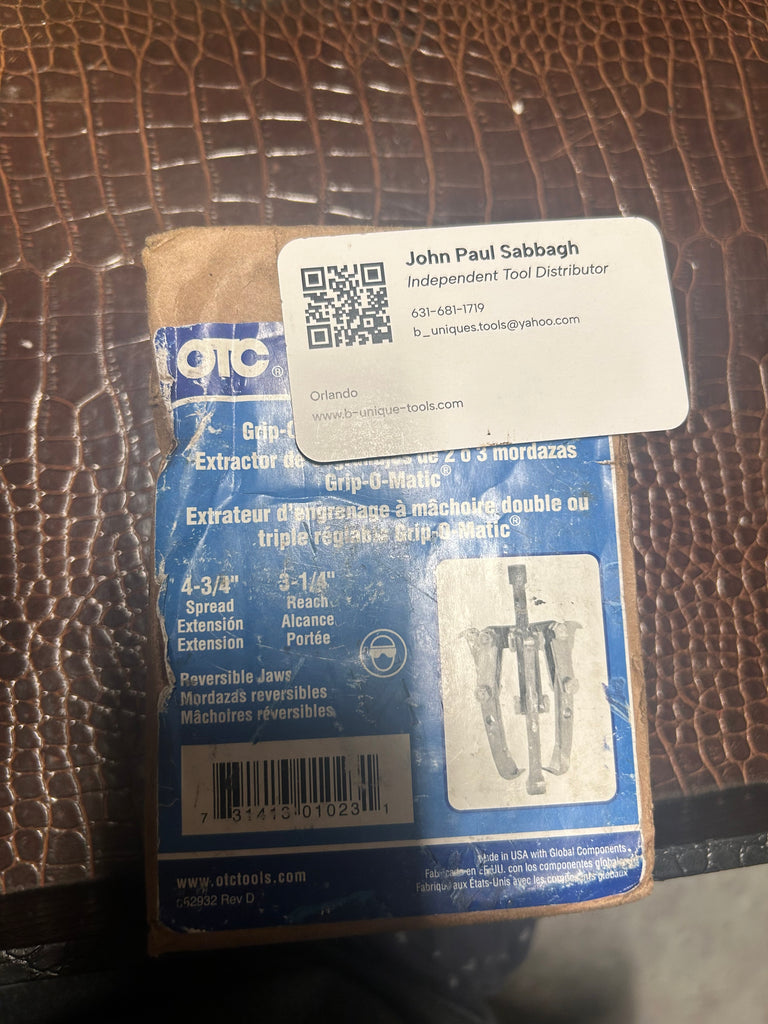 John Paul Sabbagh
Independent Tool Distributor
631-681-1719
b_uniques.tools@yahoo.com
Orlando
www.b-unique-tools.com
OTC®
Grip-O
Extractor de engranajes de 2 o 3 mordazas
Grip-O-Matic®
Extrateur d'engrenage à mâchoire double ou
triple réglable Grip-O-Matic®
4-3/4"
Spread
Extensión
Extension
3-1/4"
Reach
Alcance
Portée
Reversible Jaws
Mordazas reversibles
Mâchoires réversibles
7 31413 01023 1
www.otctools.com
562932 Rev D
Made in USA with Global Components
Fabricado en EE.UU. con los componentes globales
Fabriqué aux États-Unis avec les composants globaux